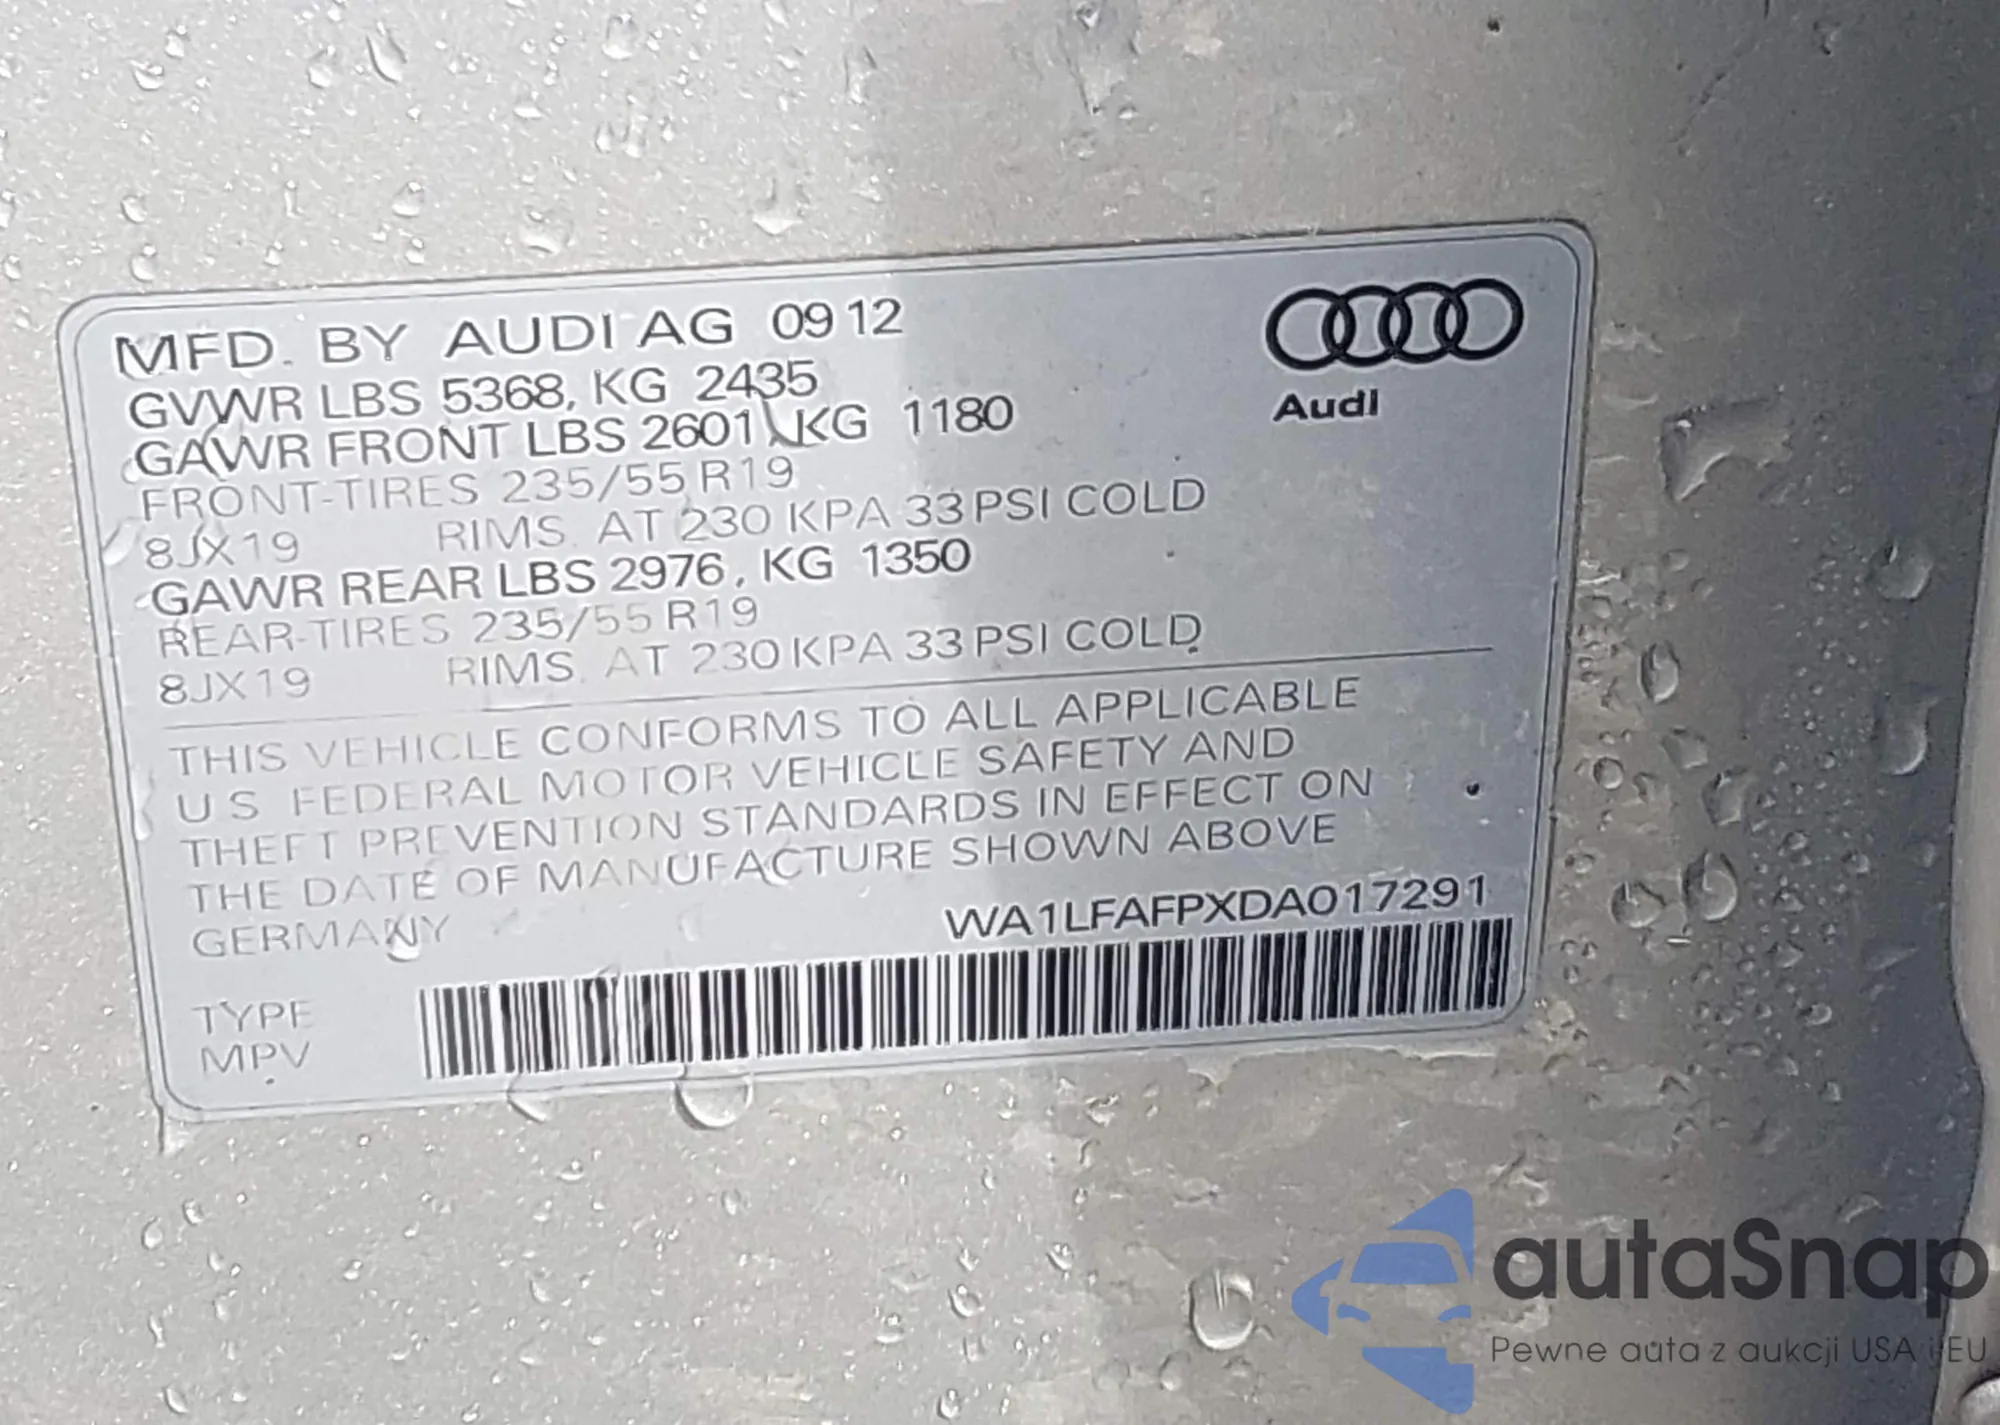 MFD. BY AUDI AG 09 12
GVWR LBS 5368, KG 2435
GAWR FRONT LBS 2601, KG 1180
FRONT-TIRES 235/55 R19
8JX19 RIMS. AT 230 KPA 33 PSI COLD
GAWR REAR LBS 2976, KG 1350
REAR-TIRES 235/55 R19
8JX19 RIMS. AT 230 KPA 33 PSI COLD
THIS VEHICLE CONFORMS TO ALL APPLICABLE
U S FEDERAL MOTOR VEHICLE SAFETY AND
THEFT PREVENTION STANDARDS IN EFFECT ON
THE DATE OF MANUFACTURE SHOWN ABOVE
GERMANY
WA1LFAFPXDA017291
TYPE
MPV
Audi
autaSnap
Pewne auta z aukcji USA i EU